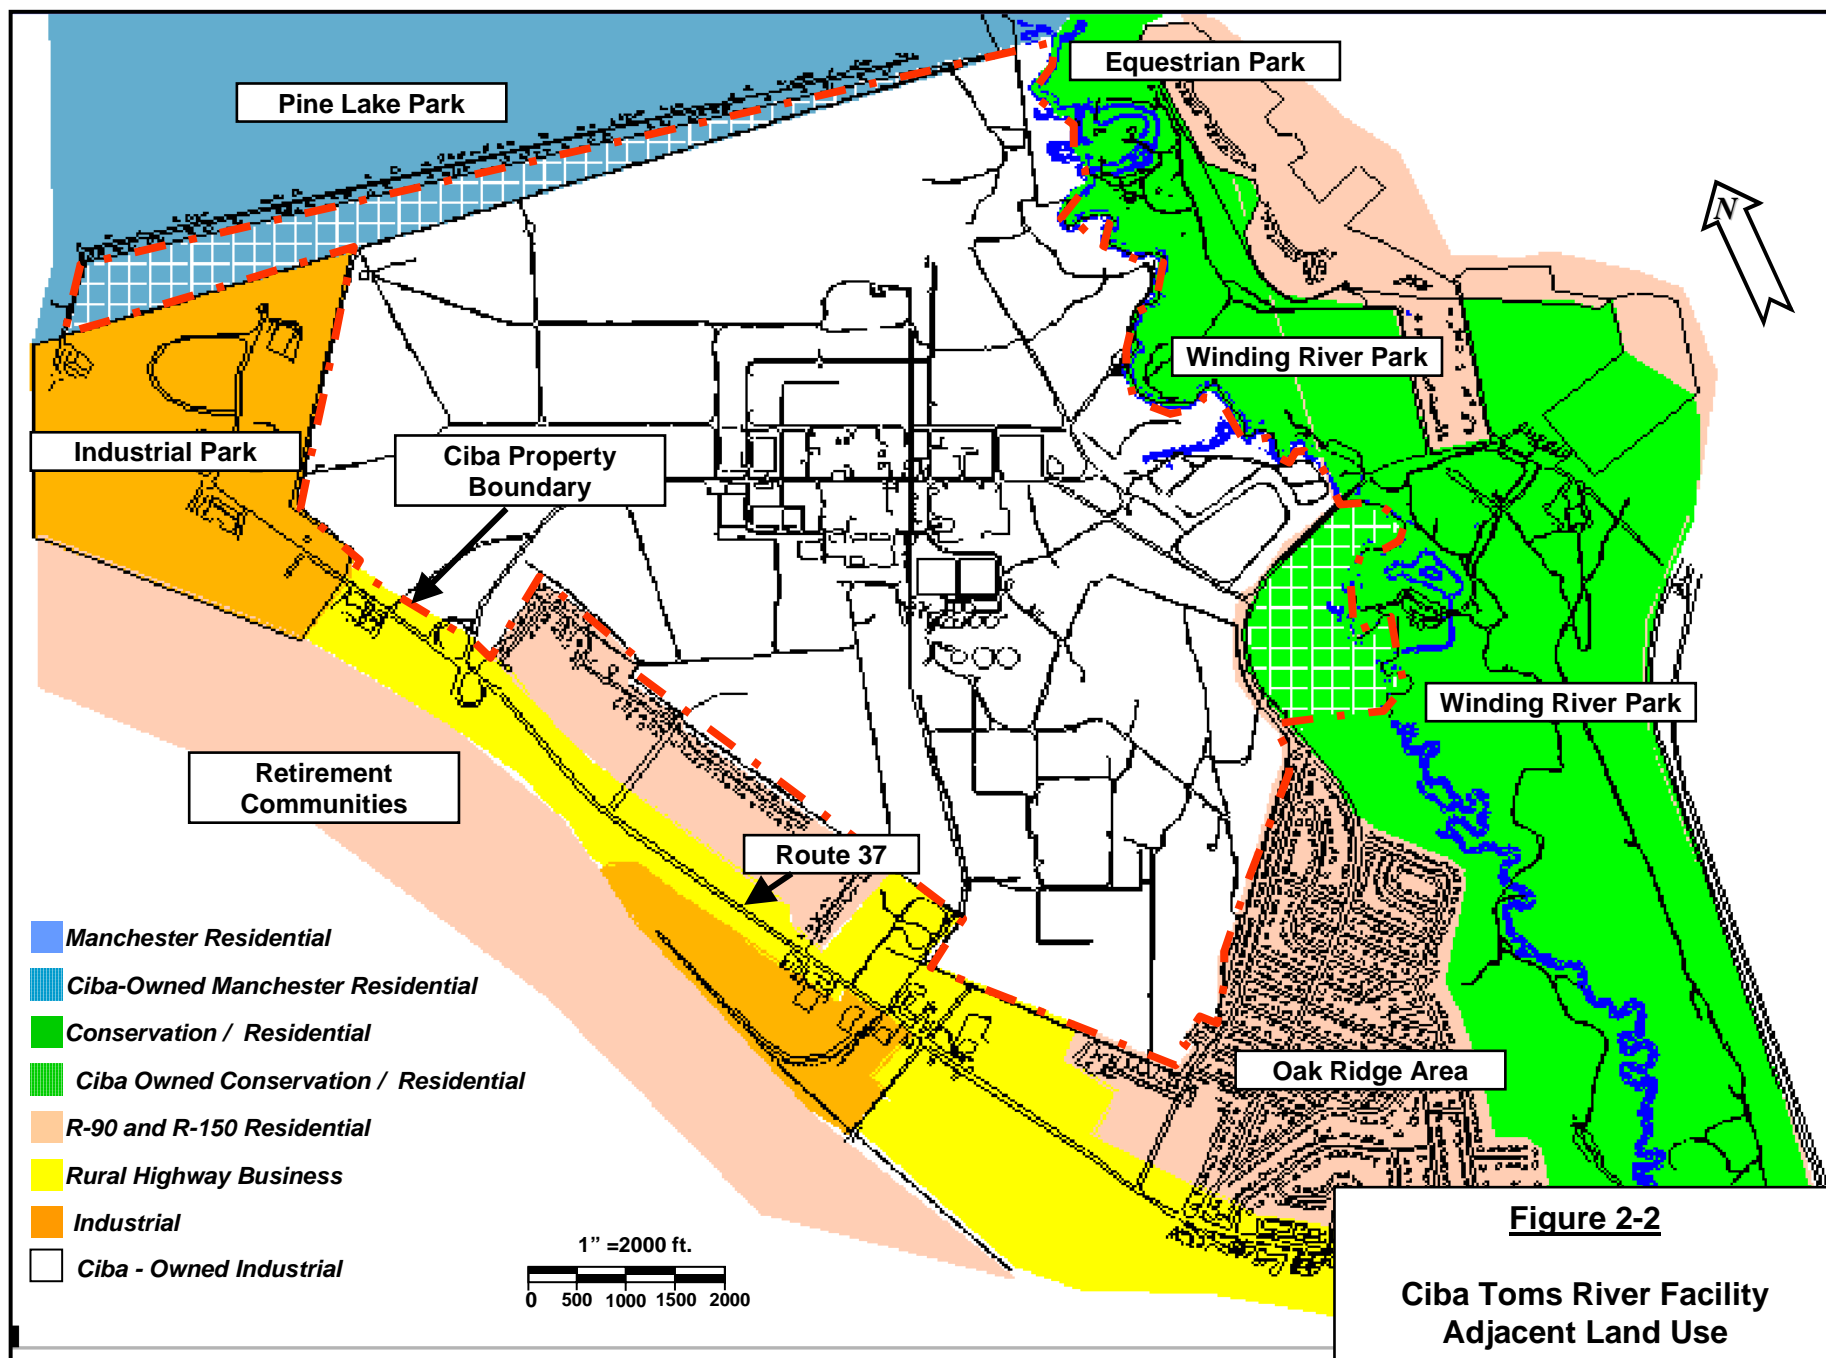 Equestrian Park
Pine Lake Park
N
Winding River Park
Industrial Park
Ciba Property
Boundary
Winding River Park
Retirement
Communities
Route 37
Oak Ridge Area
Manchester Residential
Ciba-Owned Manchester Residential
Conservation / Residential
Ciba Owned Conservation / Residential
R-90 and R-150 Residential
Rural Highway Business
Industrial
Ciba - Owned Industrial
1” =2000 ft.
0 500 1000 1500 2000
Figure 2-2
Ciba Toms River Facility
Adjacent Land Use